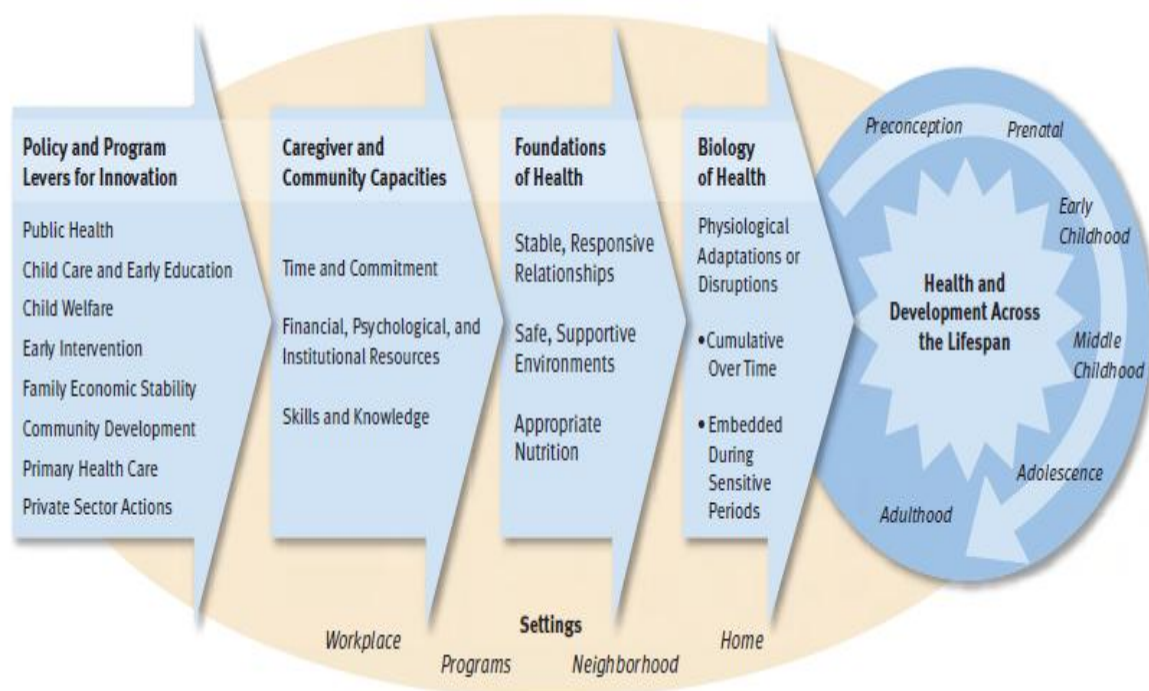 Policy and Program
Levers for Innovation
Public Health
Child Care and Early Education
Child Welfare
Early Intervention
Family Economic Stability
Community Development
Primary Health Care
Private Sector Actions
Caregiver and
Community Capacities
Time and Commitment
Financial, Psychological, and
Institutional Resources
Skills and Knowledge
Foundations
of Health
Stable, Responsive
Relationships
Safe, Supportive
Environments
Appropriate
Nutrition
Biology
of Health
Physiological
Adaptations or
Disruptions
•Cumulative
Over Time
•Embedded
During
Sensitive
Periods
Health and
Development Across
the Lifespan
Preconception
Prenatal
Early
Childhood
Middle
Childhood
Adolescence
Adulthood
Settings
Workplace
Programs
Neighborhood
Home